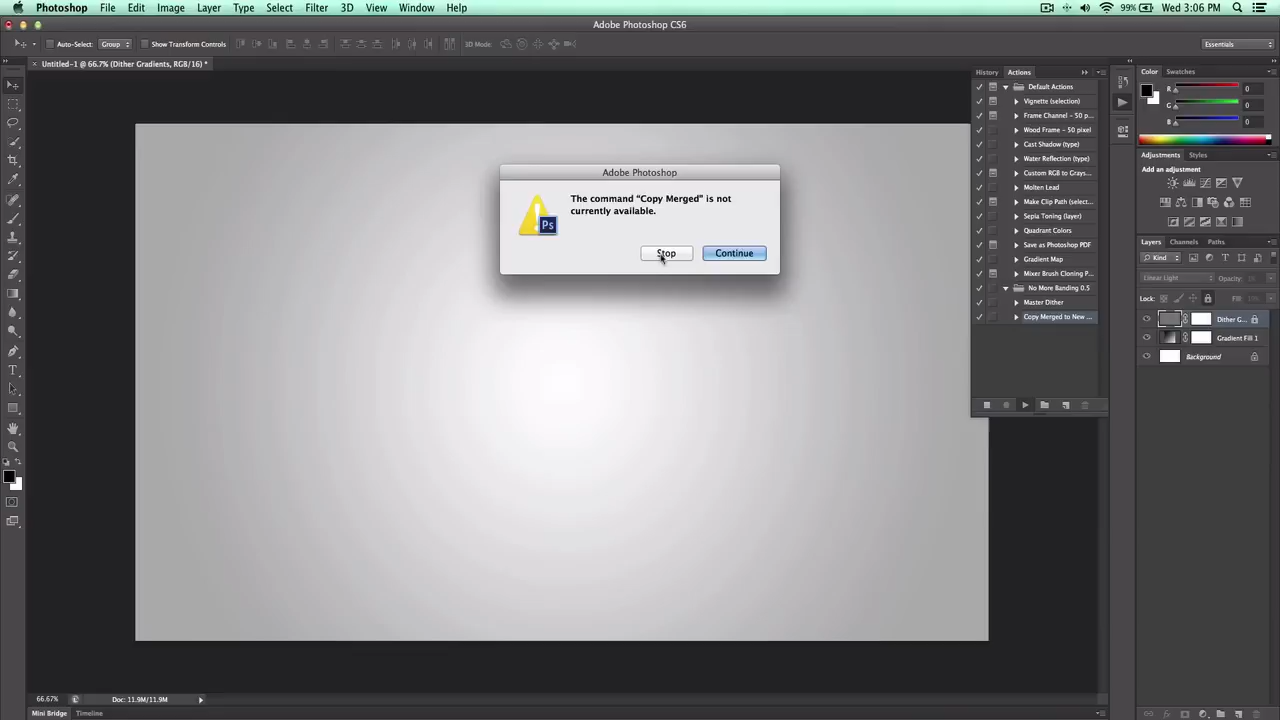 Photoshop File Edit Image Layer Type Select Filter 3D View Window Help 99% Wed 3:06 PM
Adobe Photoshop CS6
Auto-Select: Group Show Transform Controls 3D Mode: Essentials
Untitled-1 @ 66.7% (Dither Gradients, RGB/16) *
History Actions
Default Actions
Vignette (selection)
Frame Channel - 50 p...
Wood Frame - 50 pixel
Cast Shadow (type)
Water Reflection (type)
Custom RGB to Grays...
Molten Lead
Make Clip Path (select...
Sepia Toning (layer)
Quadrant Colors
Save as Photoshop PDF
Gradient Map
Mixer Brush Cloning P...
No More Banding 0.5
Master Dither
Copy Merged to New ...
Color Swatches
R 0
G 0
B 0
Adjustments Styles
Add an adjustment
Layers Channels Paths
Kind
Linear Light Opacity:
Lock: Fill:
Dither G...
Gradient Fill 1
Background
Adobe Photoshop
The command “Copy Merged” is not
currently available.
Ps
Stop Continue
66.67% Doc: 11.9M/11.9M
Mini Bridge Timeline